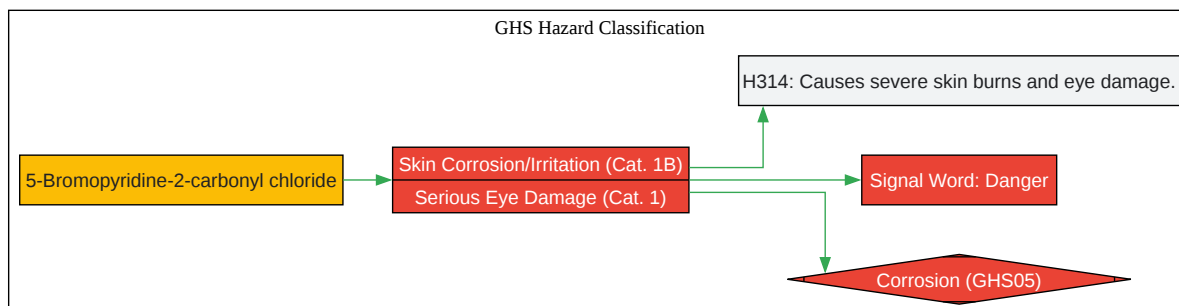 GHS Hazard Classification
H314: Causes severe skin burns and eye damage.
5-Bromopyridine-2-carbonyl chloride
Skin Corrosion/Irritation (Cat. 1B)
Serious Eye Damage (Cat. 1)
Signal Word: Danger
Corrosion (GHS05)